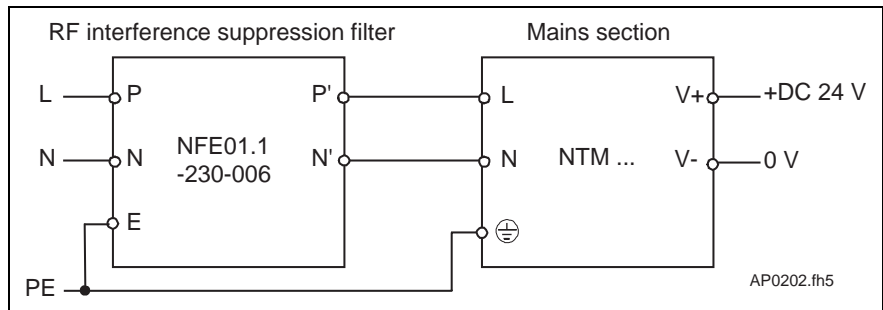 RF interference suppression filter
Mains section
L
P
P'
L
V+
+DC 24 V
N
N
NFE01.1
-230-006
N'
N
NTM ...
V-
0 V
E
PE
AP0202.fh5